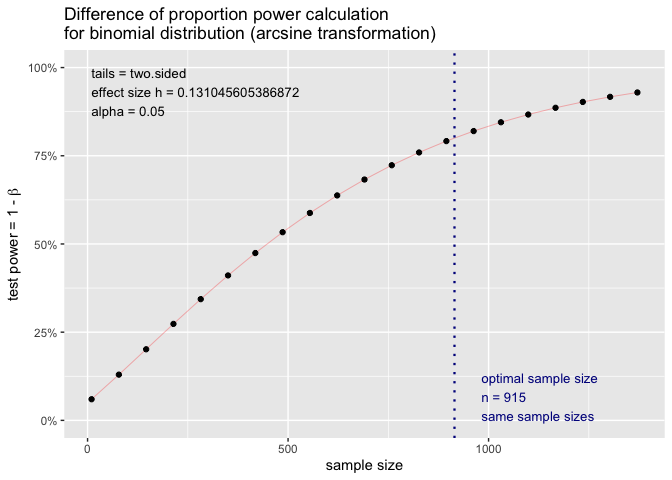 Difference of proportion power calculation
for binomial distribution (arcsine transformation)
100%
75%
50%
25%
0%
test power = 1 - β
tails = two.sided
effect size h = 0.131045605386872
alpha = 0.05
optimal sample size
n = 915
same sample sizes
0
500
1000
sample size